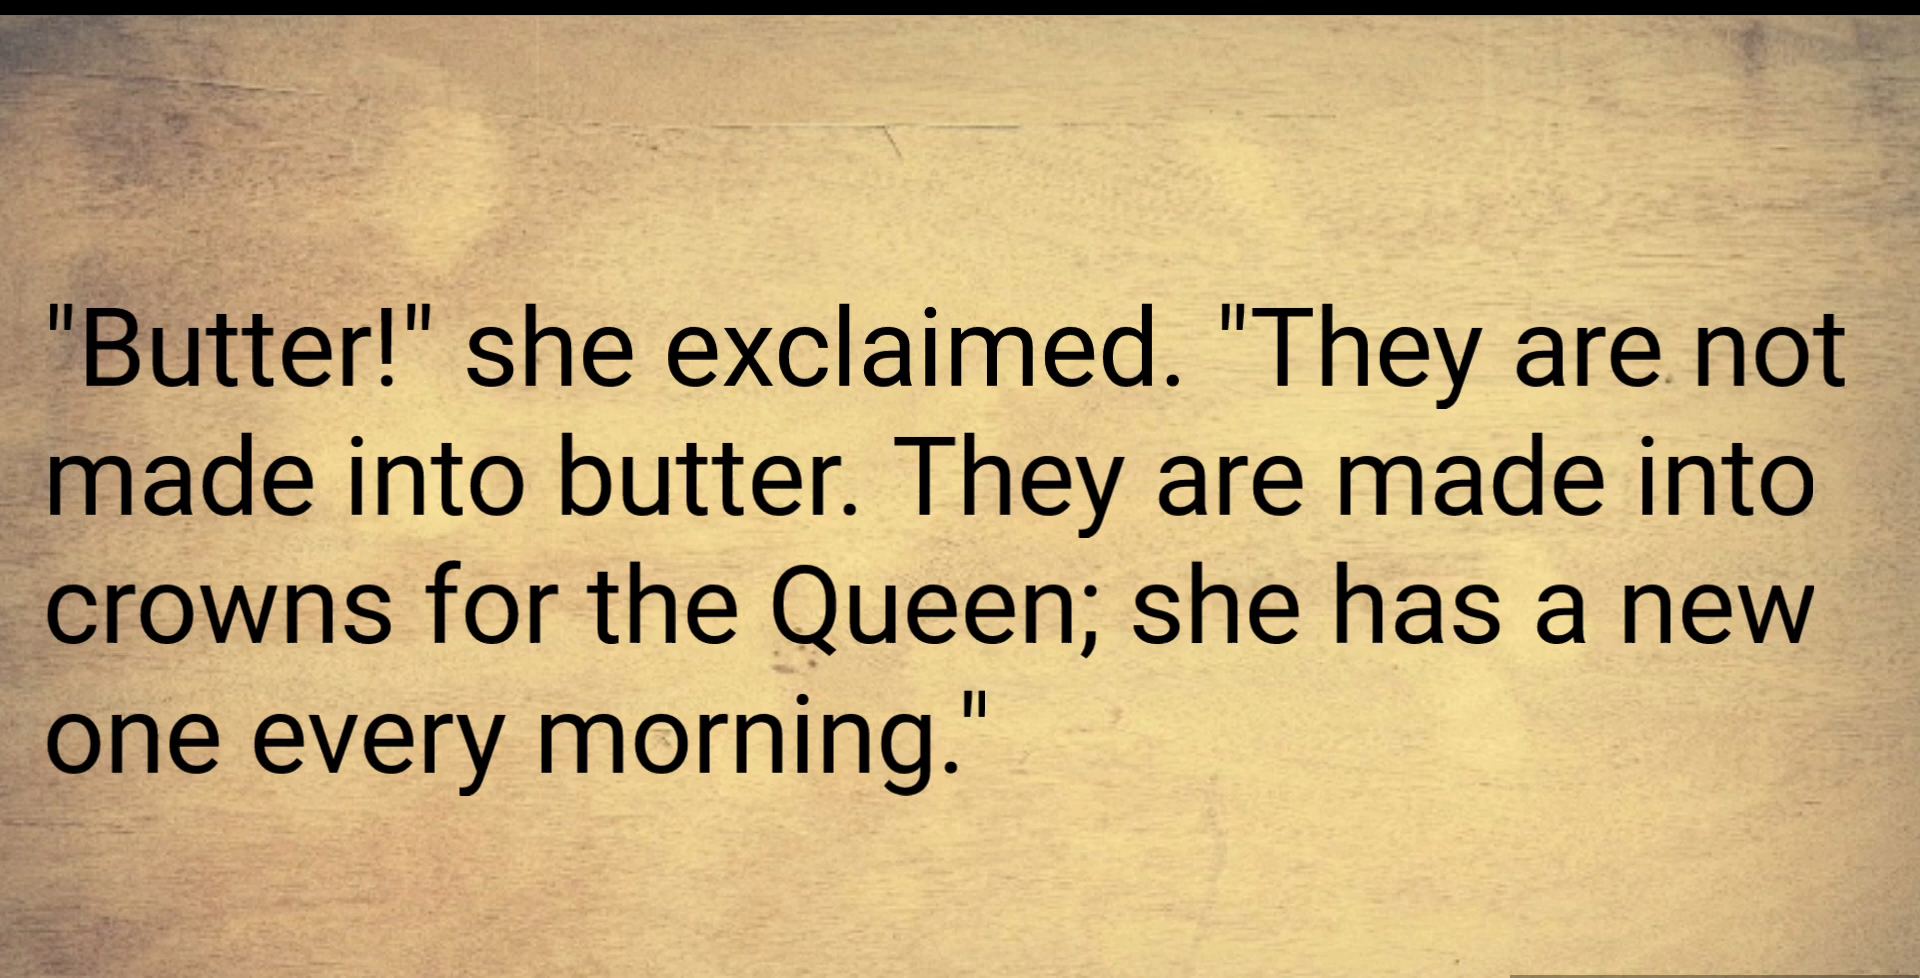 "Butter!" she exclaimed. "They are not
made into butter. They are made into
crowns for the Queen; she has a new
one every morning."